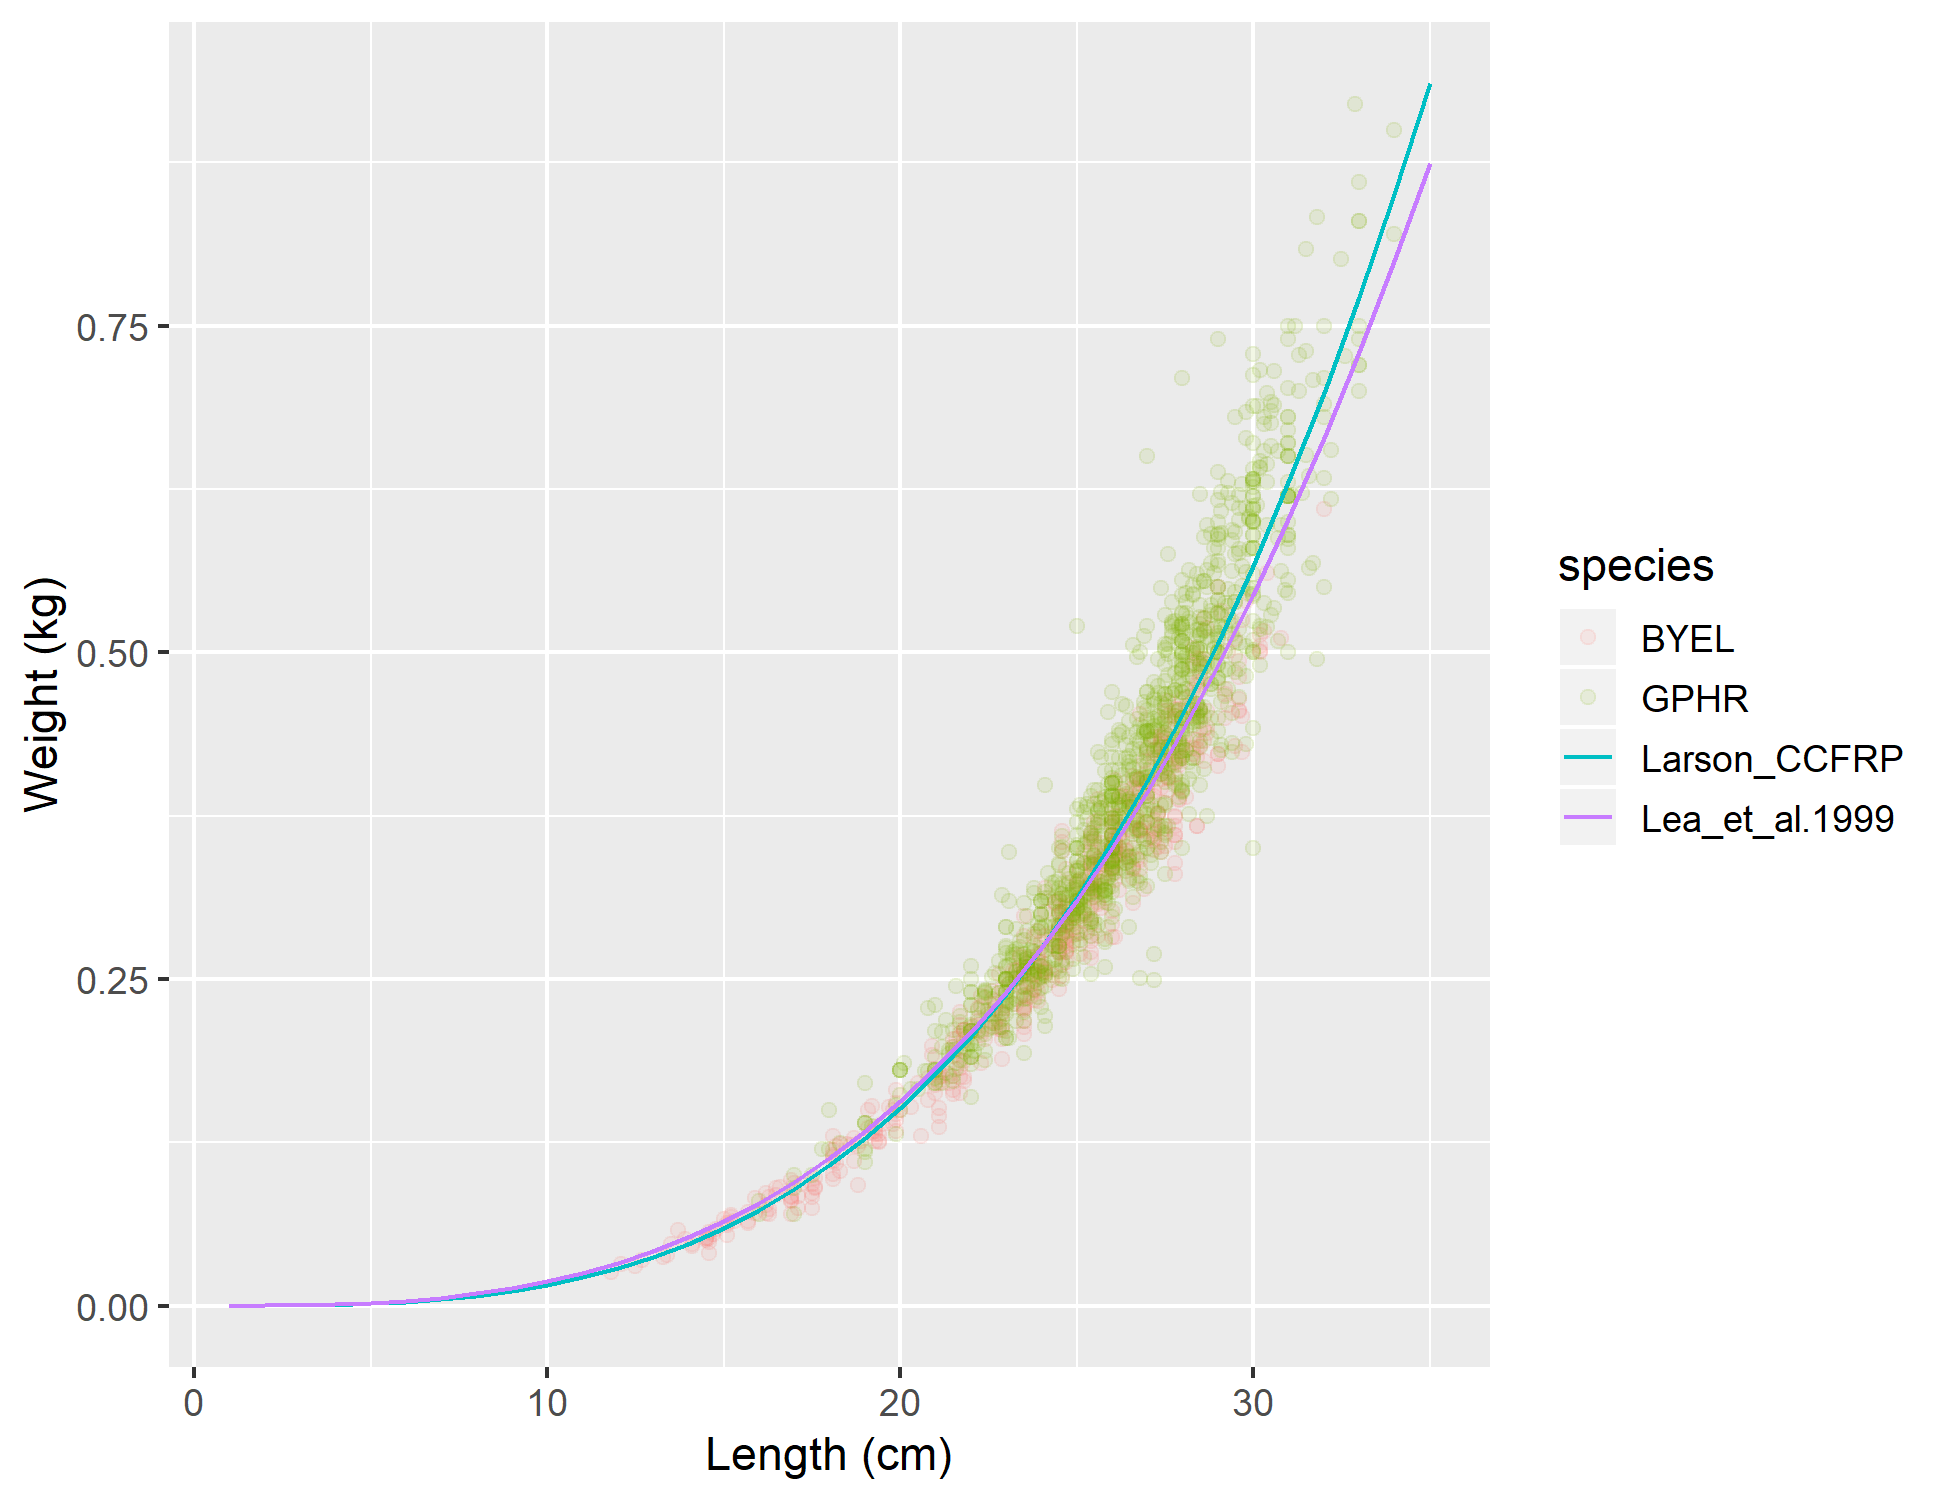 0.75
0.50
0.25
0.00
Weight (kg)
0 10 20 30
Length (cm)
species
BYEL
GPHR
Larson_CCFRP
Lea_et_al.1999